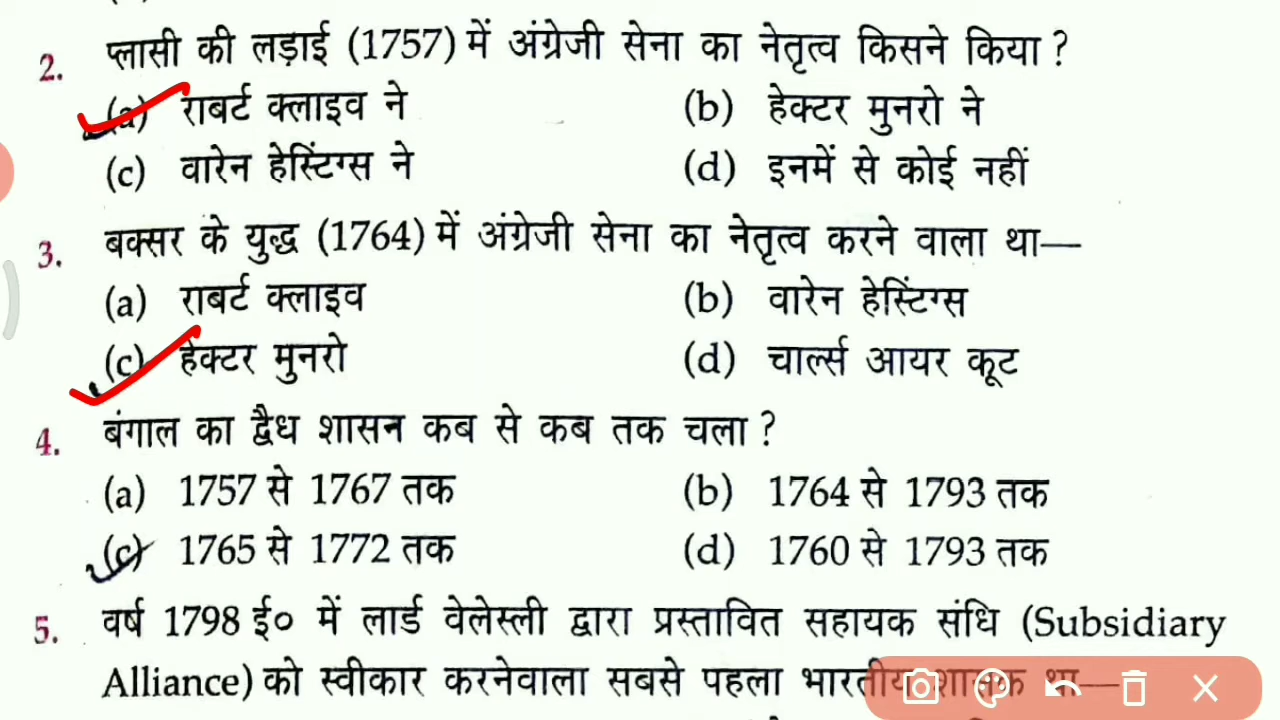 2. प्लासी की लड़ाई (1757) में अंग्रेजी सेना का नेतृत्व किसने किया ?
(a) राबर्ट क्लाइव ने (b) हेक्टर मुनरो ने
(c) वारेन हेस्टिंग्स ने (d) इनमें से कोई नहीं
3. बक्सर के युद्ध (1764) में अंग्रेजी सेना का नेतृत्व करने वाला था—
(a) राबर्ट क्लाइव (b) वारेन हेस्टिंग्स
(c) हेक्टर मुनरो (d) चार्ल्स आयर कूट
4. बंगाल का द्वैध शासन कब से कब तक चला ?
(a) 1757 से 1767 तक (b) 1764 से 1793 तक
(c) 1765 से 1772 तक (d) 1760 से 1793 तक
5. वर्ष 1798 ई० में लार्ड वेलेस्ली द्वारा प्रस्तावित सहायक संधि (Subsidiary
Alliance) को स्वीकार करनेवाला सबसे पहला भारतीय शासक था—